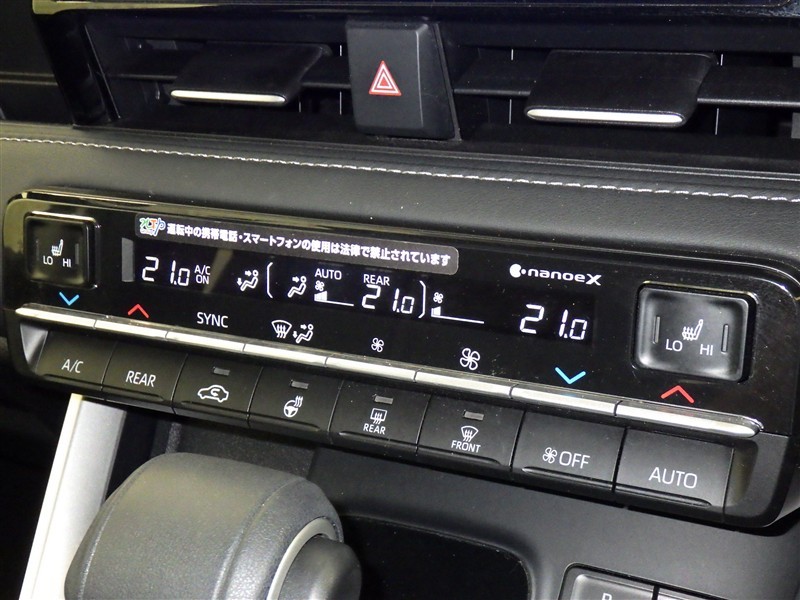 運転中の携帯電話・スマートフォンの使用は法律で禁止されています
nanoe X
LO HI
21.0 A/C ON
AUTO REAR 21.0
21.0
LO HI
SYNC
A/C
REAR
REAR
FRONT
OFF
AUTO